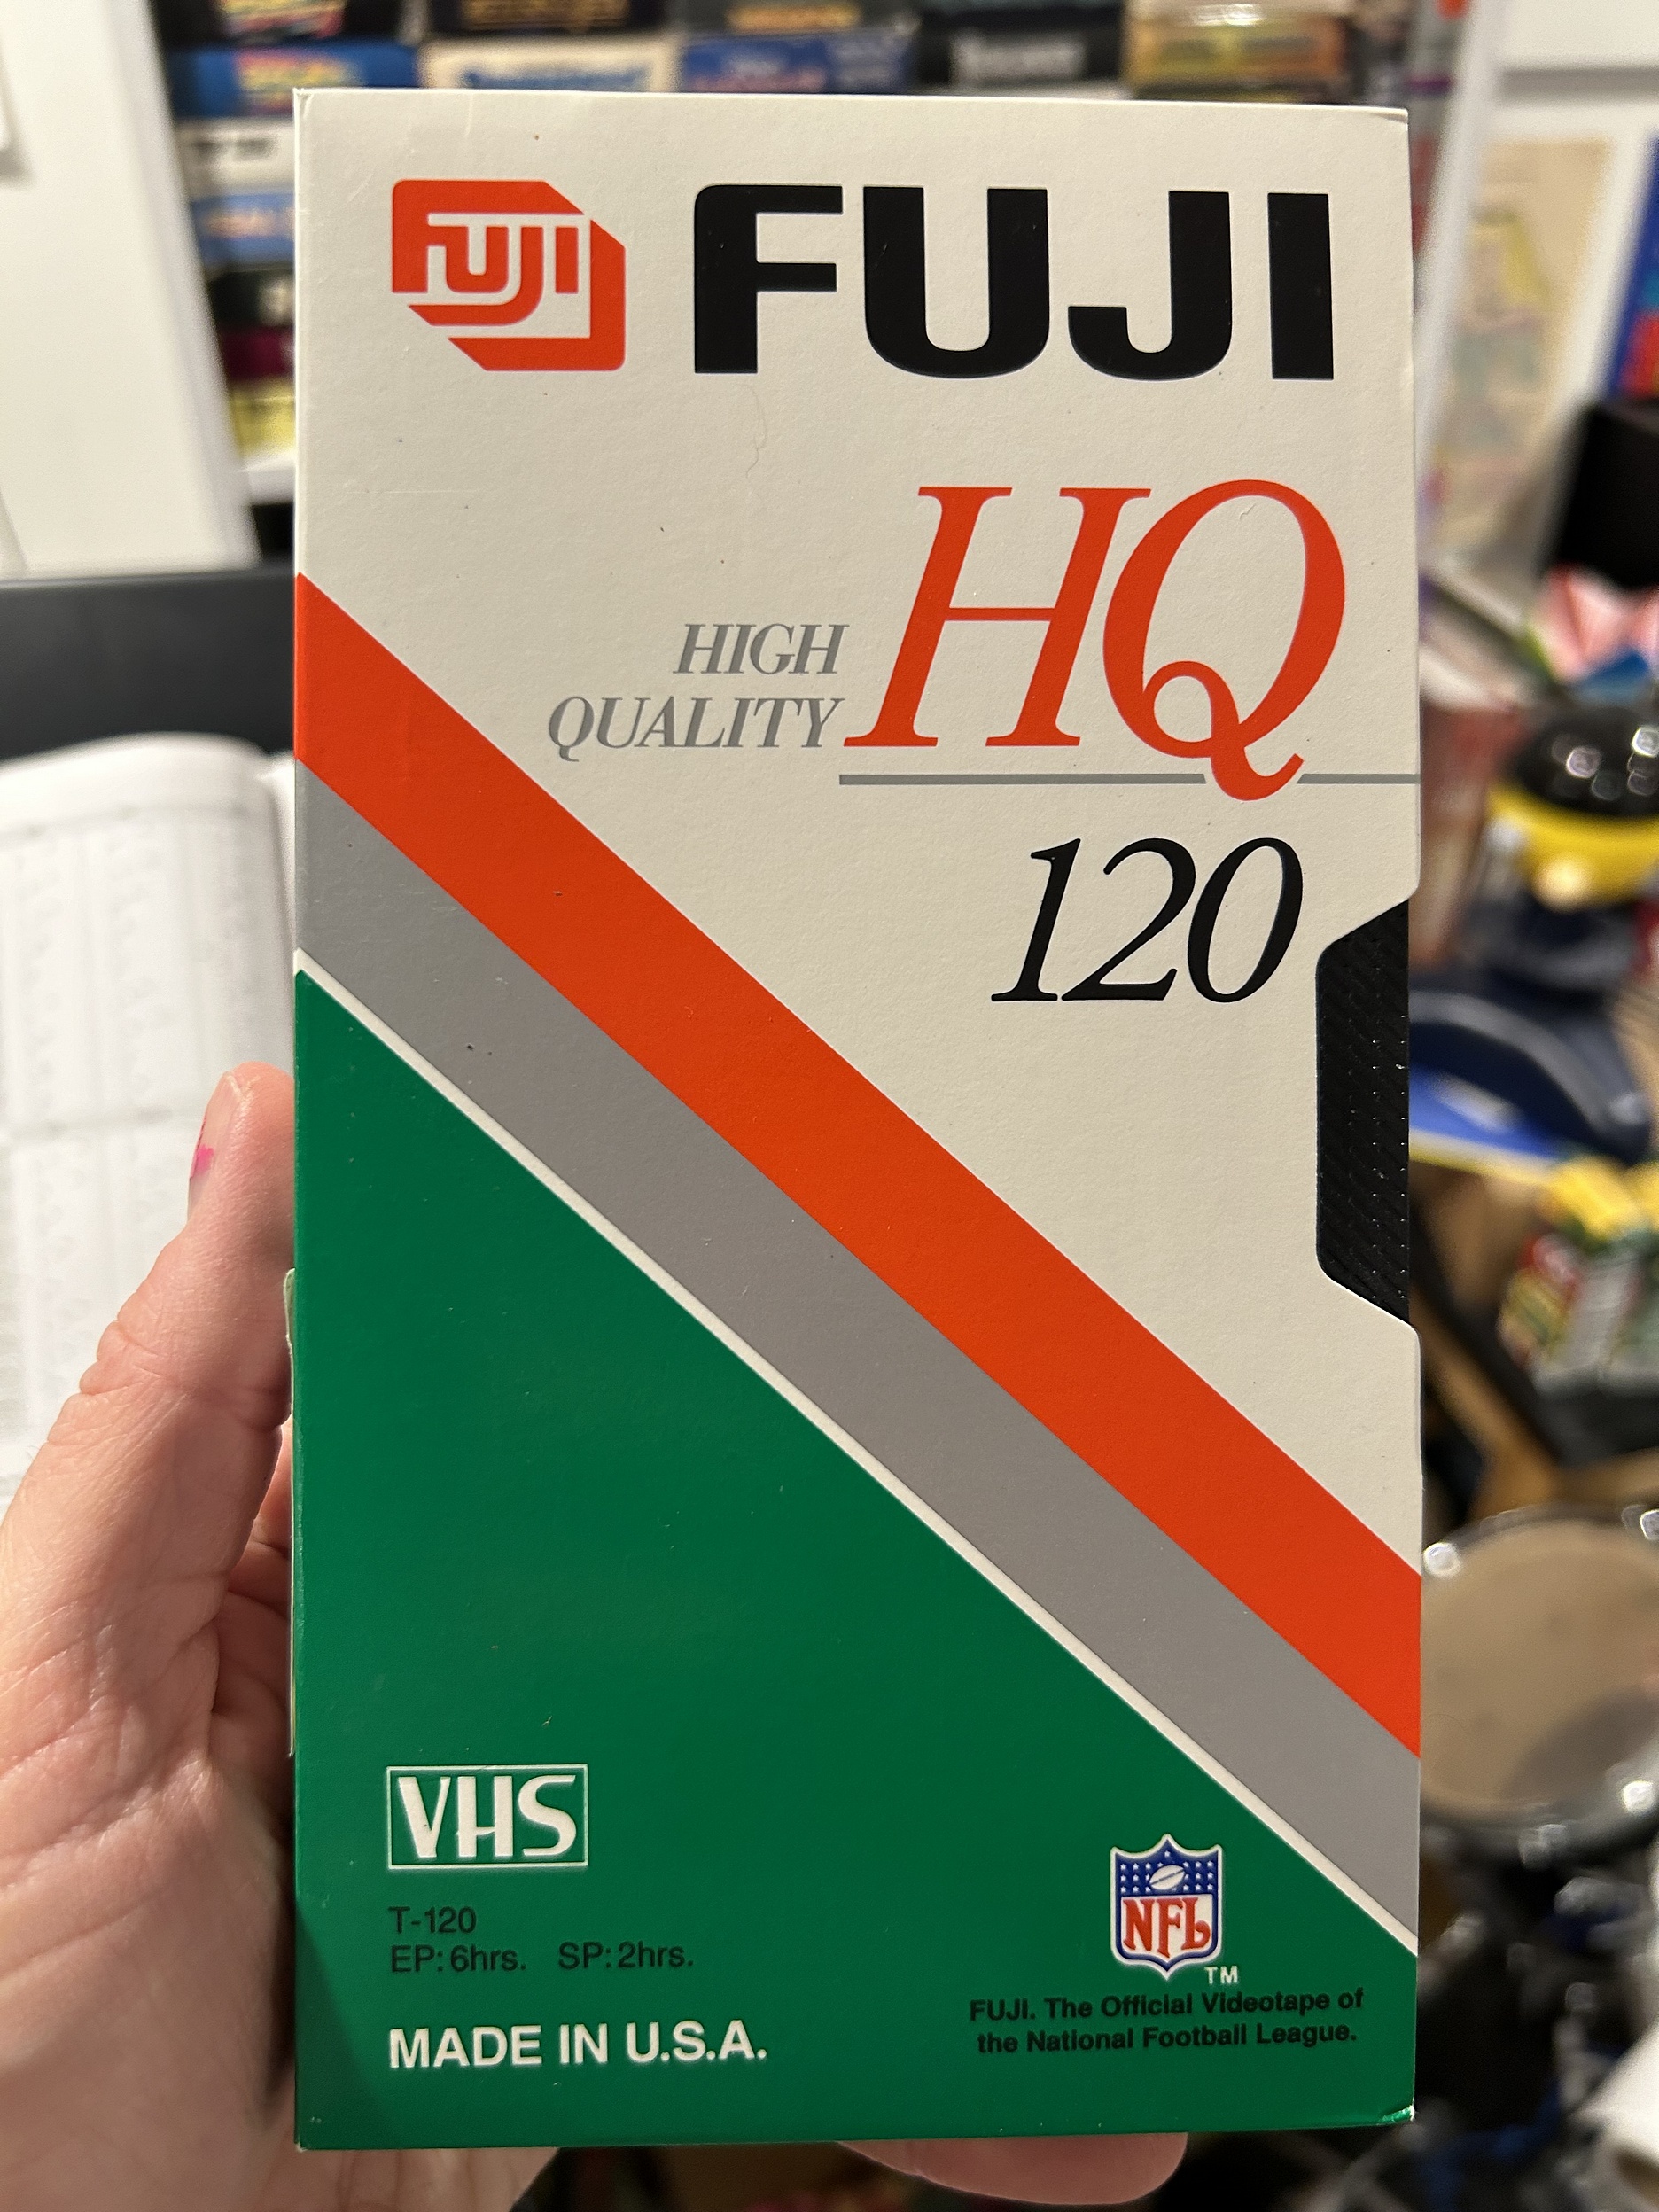 FUJI
FUJI
HQ
HIGH
QUALITY
120
VHS
T-120
EP: 6hrs. SP: 2hrs.
MADE IN U.S.A.
NFL
TM
FUJI. The Official Videotape of
the National Football League.